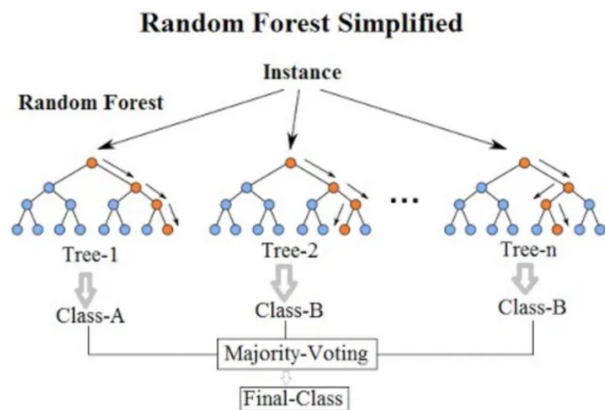 Random Forest Simplified
Instance
Random Forest
...
Tree-1
Tree-2
Tree-n
Class-A
Class-B
Class-B
Majority-Voting
Final-Class